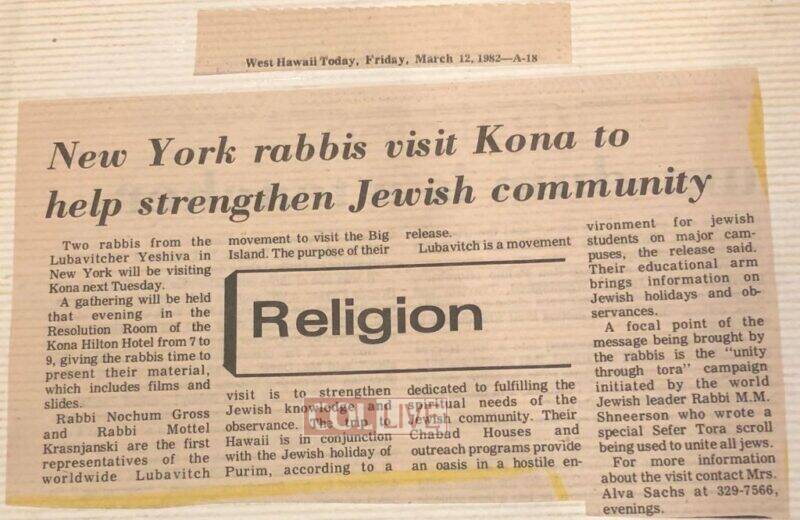 West Hawaii Today, Friday, March 12, 1982—A-18
New York rabbis visit Kona to
help strengthen Jewish community
Two rabbis from the
Lubavitcher Yeshiva in
New York will be visiting
Kona next Tuesday.
A gathering will be held
that evening in the
Resolution Room of the
Kona Hilton Hotel from 7 to
9, giving the rabbis time to
present their material,
which includes films and
slides.
Rabbi Nochum Gross
and Rabbi Mottel
Krasnjanski are the first
representatives of the
worldwide Lubavitch
movement to visit the Big
Island. The purpose of their
Religion
visit is to strengthen
Jewish knowledge and
observance. The trip to
Hawaii is in conjunction
with the Jewish holiday of
Purim, according to a
release.
Lubavitch is a movement
dedicated to fulfilling the
spiritual needs of the
Jewish community. Their
Chabad Houses and
outreach programs provide
an oasis in a hostile en-
vironment for jewish
students on major cam-
puses, the release said.
Their educational arm
brings information on
Jewish holidays and ob-
servances.
A focal point of the
message being brought by
the rabbis is the "unity
through tora" campaign
initiated by the world
Jewish leader Rabbi M.M.
Shneerson who wrote a
special Sefer Tora scroll
being used to unite all jews.
For more information
about the visit contact Mrs.
Alva Sachs at 329-7566,
evenings.
COLLIVE